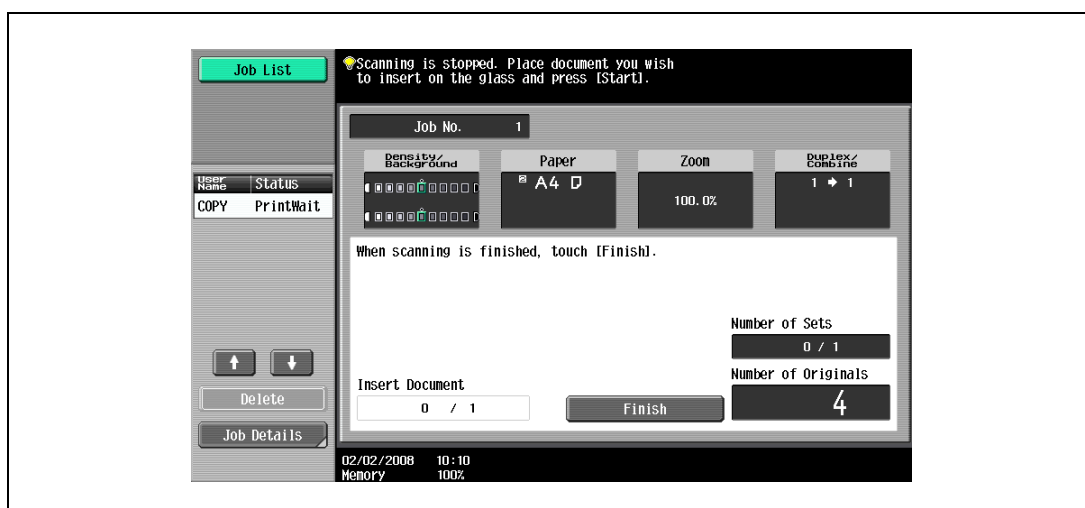 Job List
Scanning is stopped. Place document you wish
to insert on the glass and press [Start].
Job No. 1
Density/
Background
Paper
Zoom
Duplex/
Combine
2 A4
100.0%
1 → 1
User
Name
Status
COPY PrintWait
When scanning is finished, touch [Finish].
Number of Sets
0 / 1
Number of Originals
4
Insert Document
0 / 1
Finish
Delete
Job Details
02/02/2008 10:10
Memory 100%